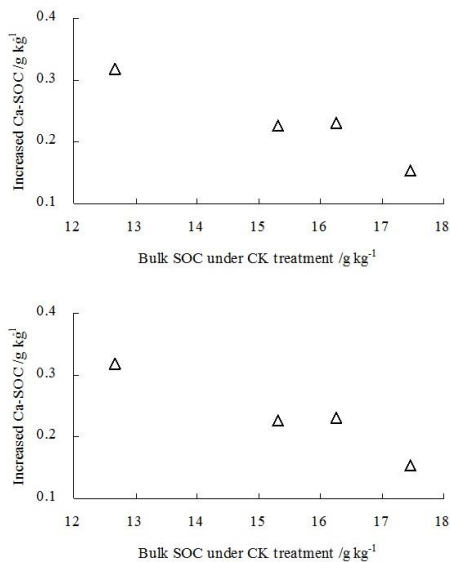 0.4
0.3
0.2
0.1
Increased Ca-SOC /g kg⁻¹
12 13 14 15 16 17 18
Bulk SOC under CK treatment /g kg⁻¹
0.4
0.3
0.2
0.1
Increased Ca-SOC /g kg⁻¹
12 13 14 15 16 17 18
Bulk SOC under CK treatment /g kg⁻¹